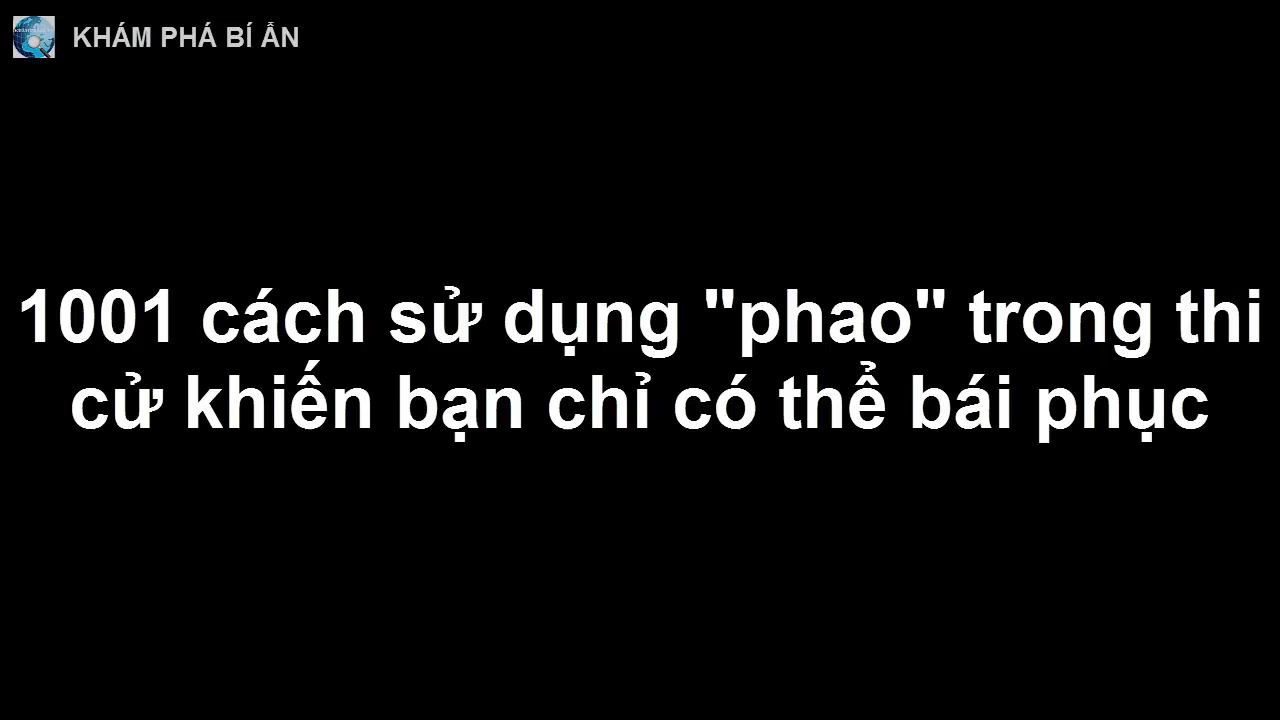 KHÁM PHÁ BÍ ẨN
1001 cách sử dụng "phao" trong thi
cử khiến bạn chỉ có thể bái phục